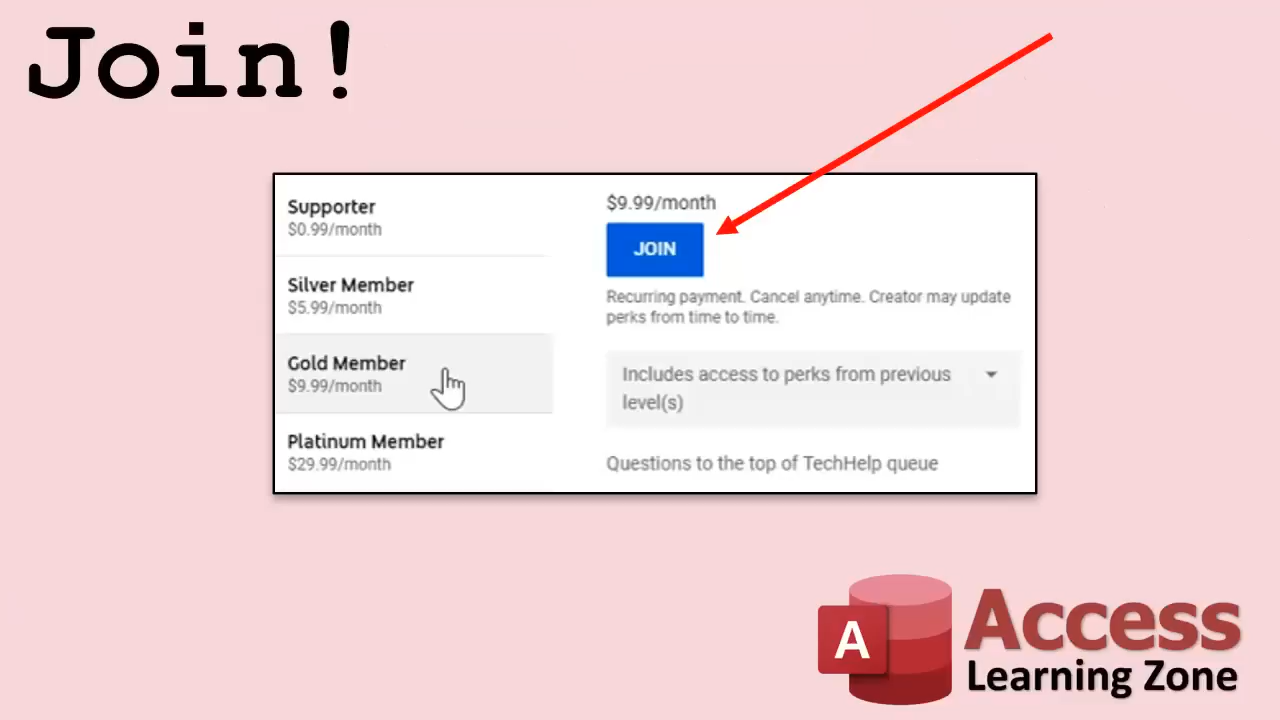 Join!
Supporter
$0.99/month
Silver Member
$5.99/month
Gold Member
$9.99/month
Platinum Member
$29.99/month
$9.99/month
JOIN
Recurring payment. Cancel anytime. Creator may update
perks from time to time.
Includes access to perks from previous
level(s)
Questions to the top of TechHelp queue
A
Access
Learning Zone